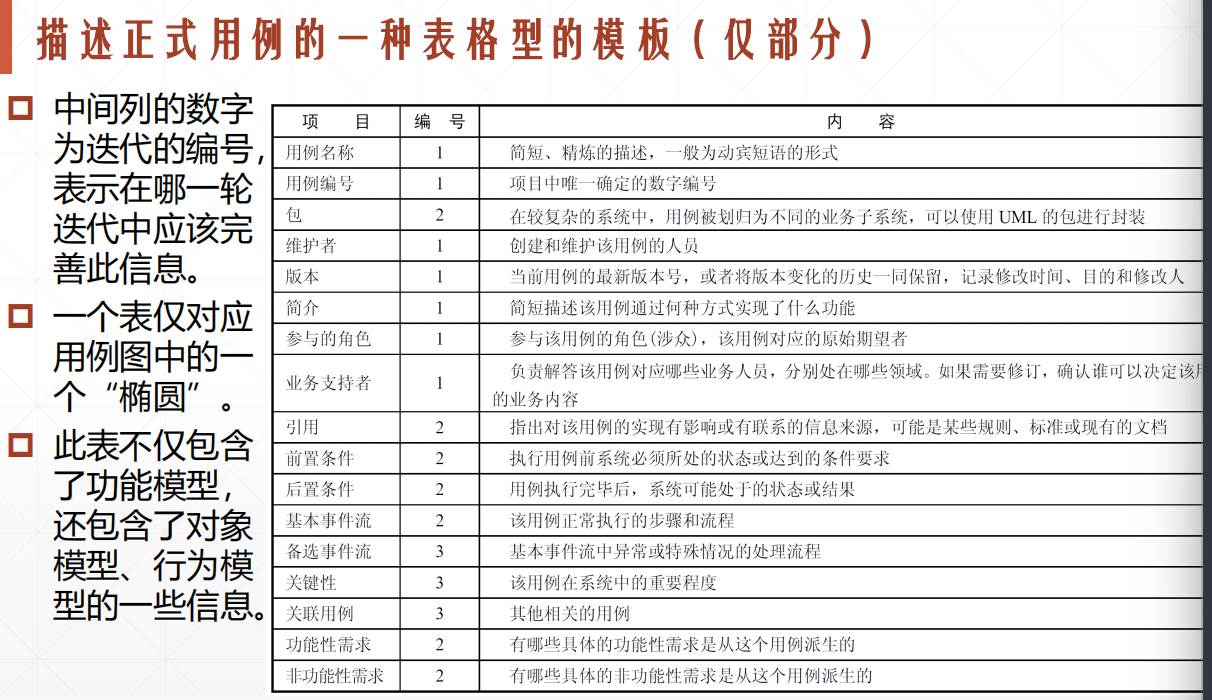 描述正式用例的一种表格型的模板（仅部分）
中间列的数字
为迭代的编号，
表示在哪一轮
迭代中应该完
善此信息。
一个表仅对应
用例图中的一
个“椭圆”。
此表不仅包含
了功能模型，
还包含了对象
模型、行为模
型的一些信息。
项 目 编 号 内 容
用例名称 1 简短、精炼的描述，一般为动宾短语的形式
用例编号 1 项目中唯一确定的数字编号
包 2 在较复杂的系统中，用例被划归为不同的业务子系统，可以使用 UML 的包进行封装
维护者 1 创建和维护该用例的人员
版本 1 当前用例的最新版本号，或者将版本变化的历史一同保留，记录修改时间、目的和修改人
简介 1 简短描述该用例通过何种方式实现了什么功能
参与的角色 1 参与该用例的角色(涉众)，该用例对应的原始期望者
业务支持者 1 负责解答该用例对应哪些业务人员，分别处在哪些领域。如果需要修订，确认谁可以决定该用
的业务内容
引用 2 指出对该用例的实现有影响或有联系的信息来源，可能是某些规则、标准或现有的文档
前置条件 2 执行用例前系统必须所处的状态或达到的条件要求
后置条件 2 用例执行完毕后，系统可能处于的状态或结果
基本事件流 2 该用例正常执行的步骤和流程
备选事件流 3 基本事件流中异常或特殊情况的处理流程
关键性 3 该用例在系统中的重要程度
关联用例 3 其他相关的用例
功能性需求 2 有哪些具体的功能性需求是从这个用例派生的
非功能性需求 2 有哪些具体的非功能性需求是从这个用例派生的